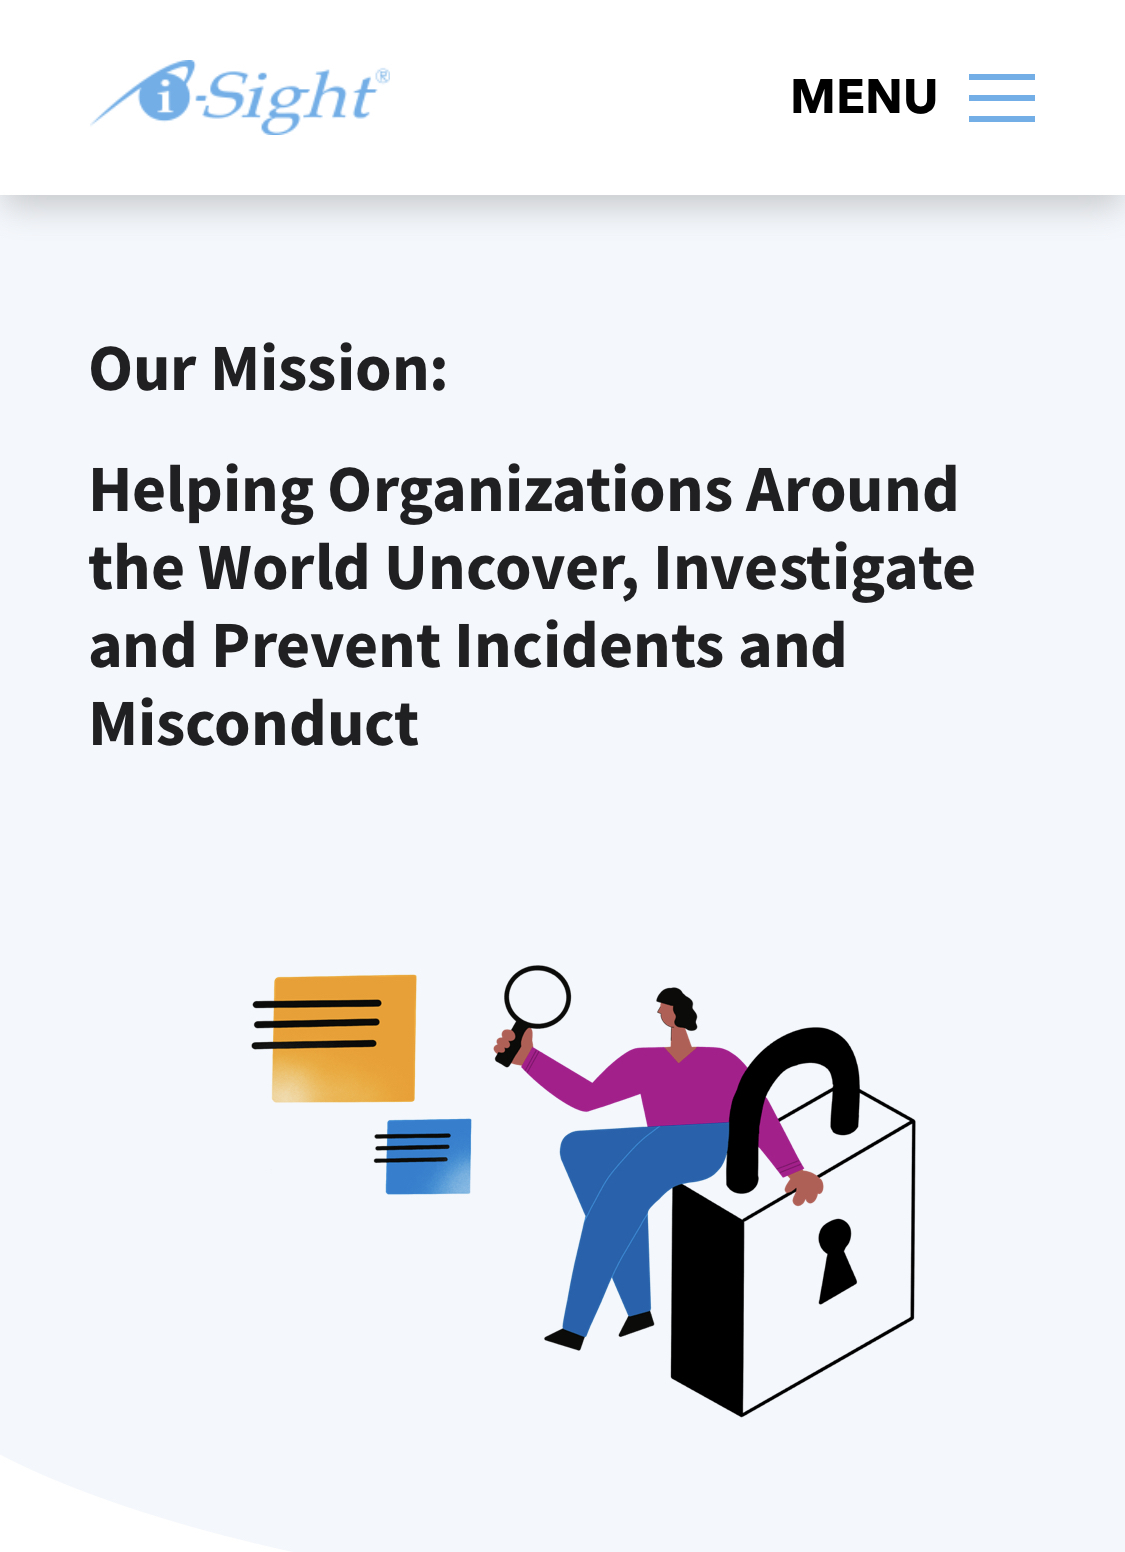 i-Sight®
MENU
Our Mission:
Helping Organizations Around
the World Uncover, Investigate
and Prevent Incidents and
Misconduct